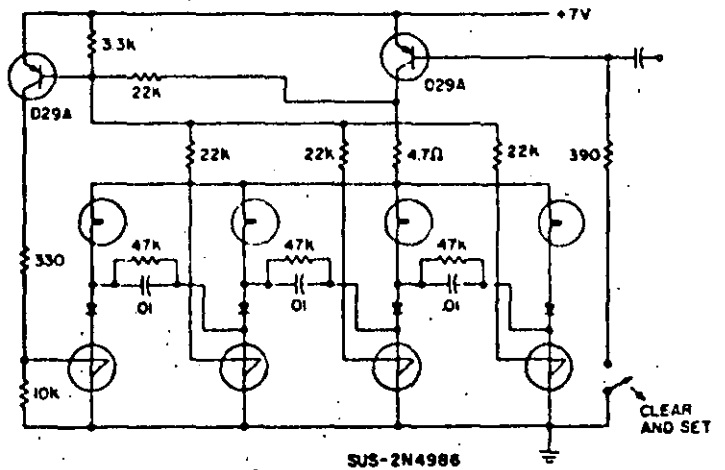 +7V
3.3k
22k
D29A
D29A
22k
22k
4.7Ω
22k
390
47k
47k
47k
330
.01
.01
.01
10k
CLEAR
AND SET
SUS-2N4986